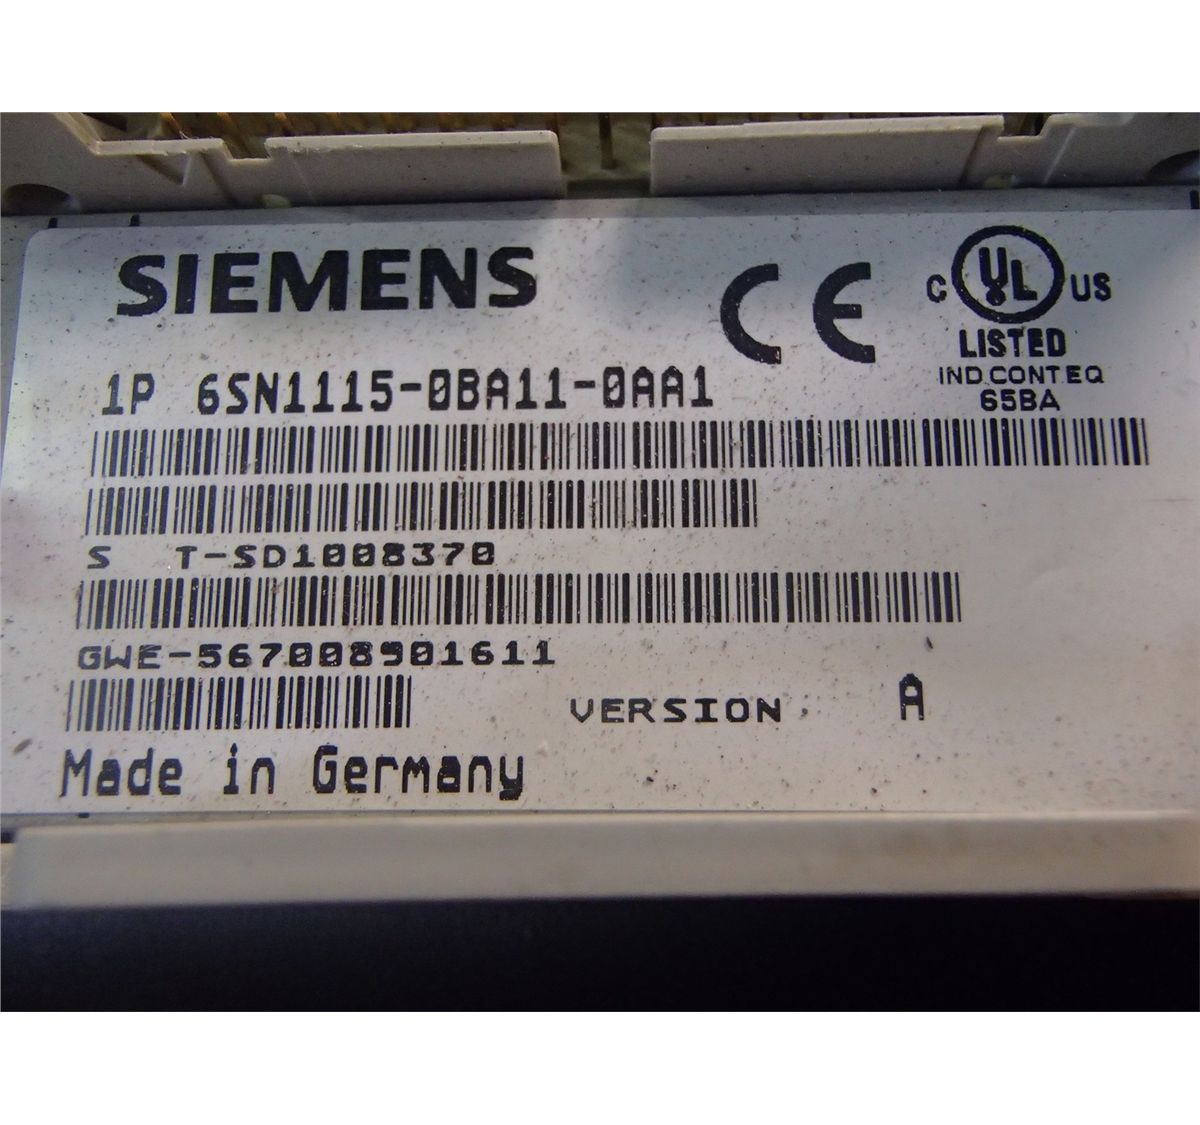 SIEMENS
CE
C UL US
LISTED
IND.CONT.EQ
65BA
1P 6SN1115-0BA11-0AA1
S T-SD1008370
GWE-567008901611
VERSION A
Made in Germany